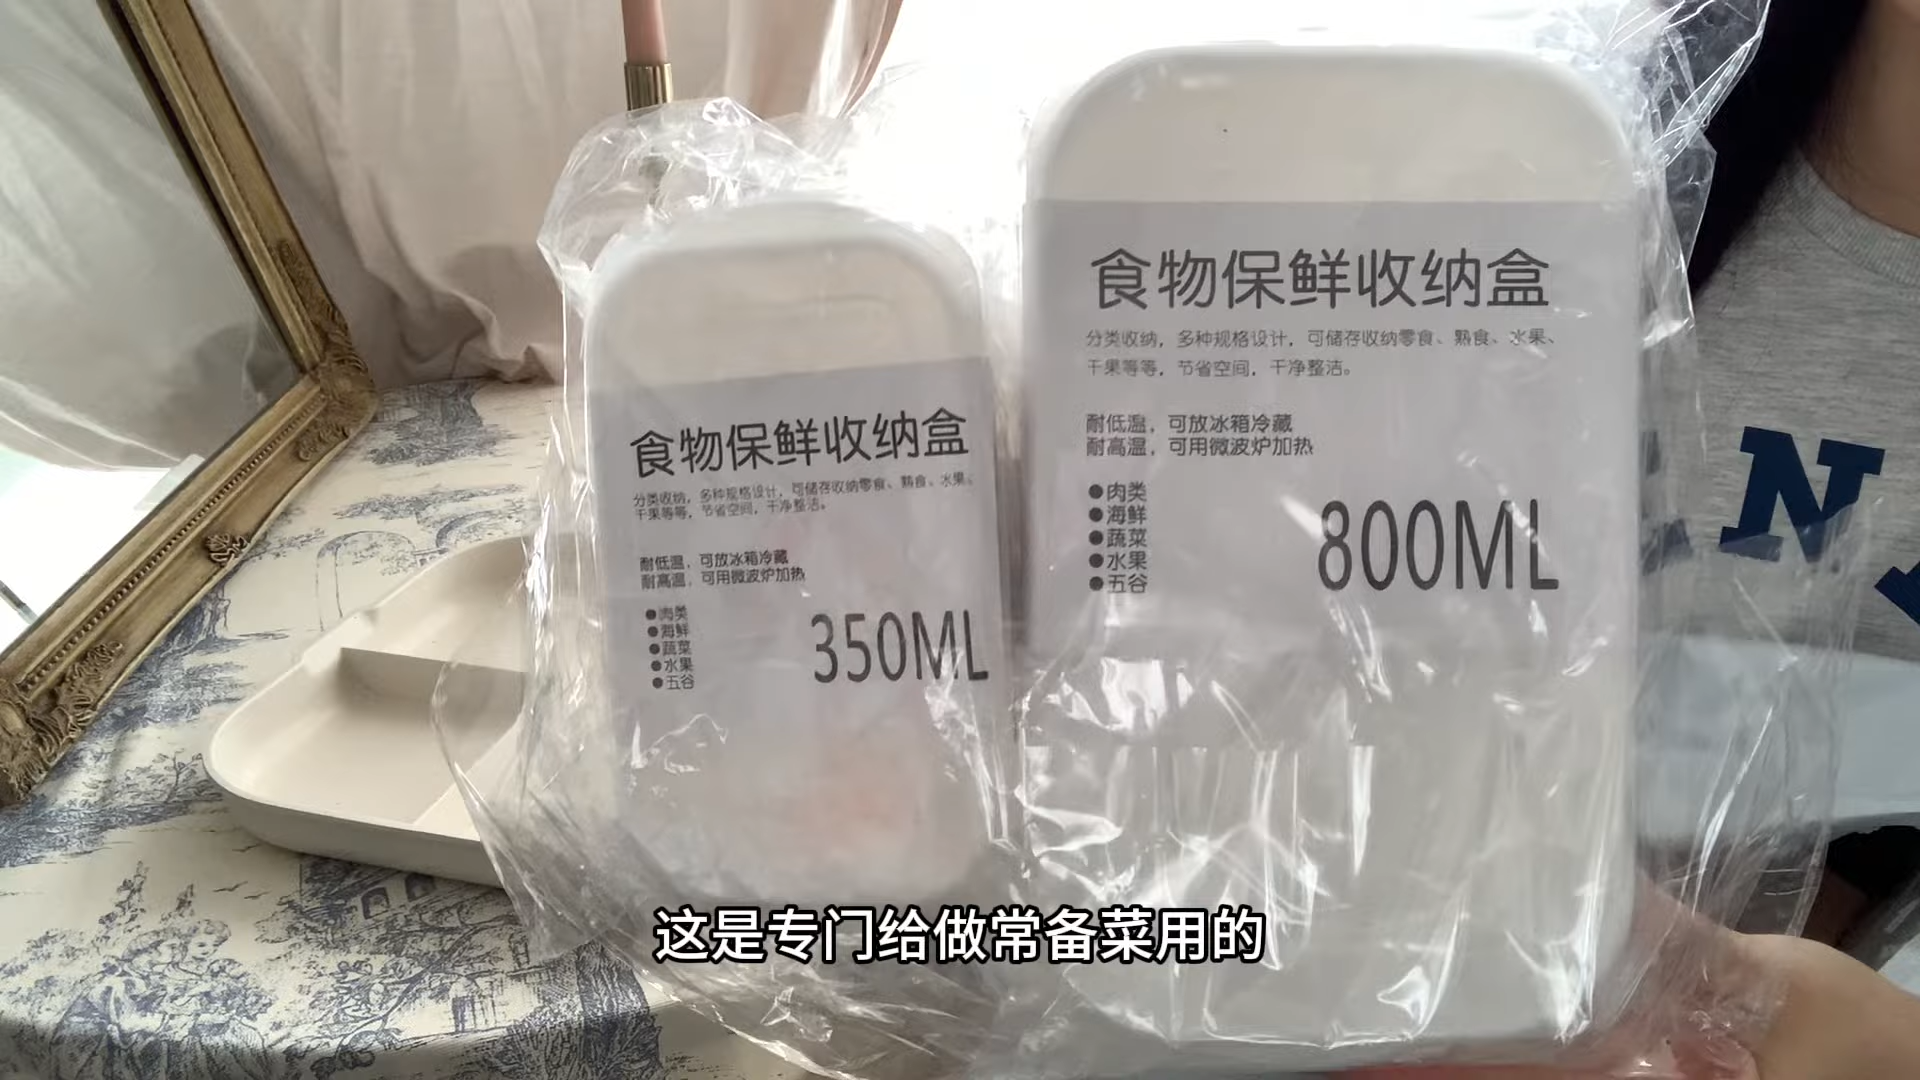 食物保鲜收纳盒
分类收纳，多种规格设计，可储存收纳零食、熟食、水果、
干果等等，节省空间，干净整洁。
耐低温，可放冰箱冷藏
耐高温，可用微波炉加热
●肉类
●海鲜
●蔬菜
●水果
●五谷
350ML
食物保鲜收纳盒
分类收纳，多种规格设计，可储存收纳零食、熟食、水果、
干果等等，节省空间，干净整洁。
耐低温，可放冰箱冷藏
耐高温，可用微波炉加热
●肉类
●海鲜
●蔬菜
●水果
●五谷
800ML
N
这是专门给做常备菜用的